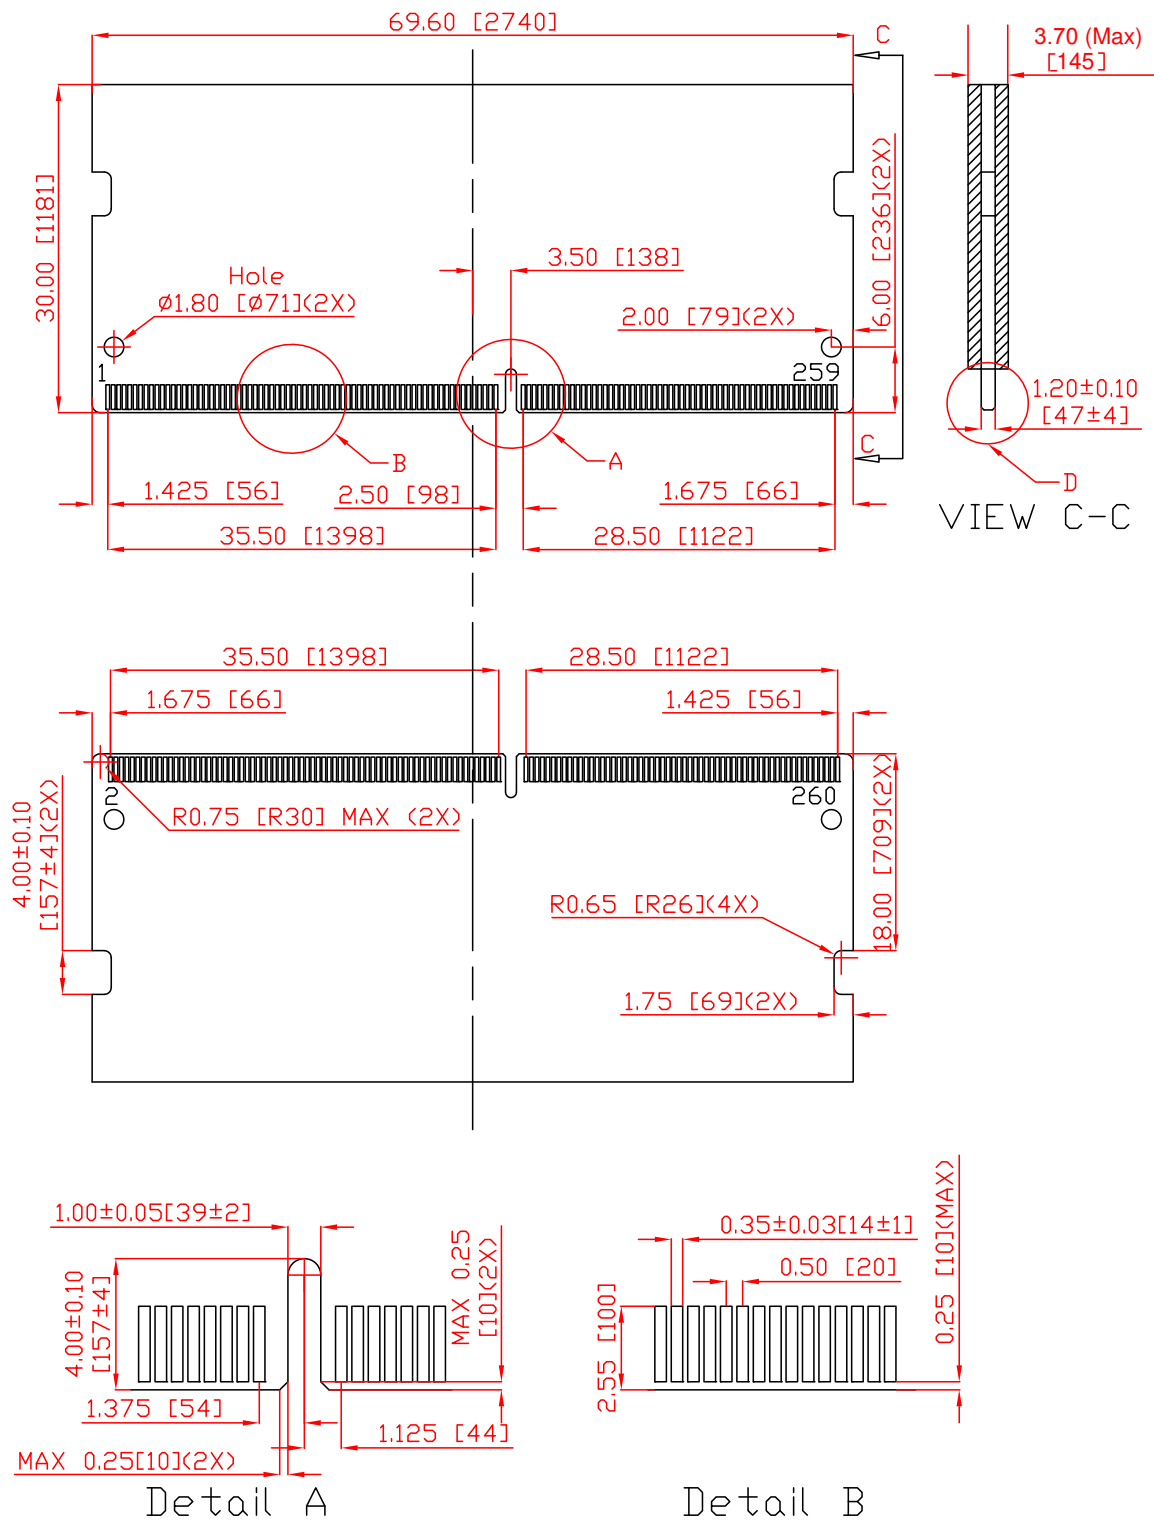 69.60 [2740]
C
3.70 (Max)
[145]
30.00 [1181]
6.00 [236](2X)
3.50 [138]
Hole
Ø1.80 [Ø71](2X)
2.00 [79](2X)
1
259
1.20±0.10
[47±4]
C
B
A
D
1.425 [56]
2.50 [98]
1.675 [66]
VIEW C-C
35.50 [1398]
28.50 [1122]
35.50 [1398]
28.50 [1122]
1.675 [66]
1.425 [56]
2
260
R0.75 [R30] MAX (2X)
4.00±0.10
[157±4](2X)
18.00 [709](2X)
R0.65 [R26](4X)
1.75 [69](2X)
1.00±0.05[39±2]
4.00±0.10
[157±4]
MAX 0.25
[10](2X)
1.375 [54]
1.125 [44]
MAX 0.25[10](2X)
Detail A
0.35±0.03[14±1]
0.50 [20]
2.55 [100]
0.25 [10](MAX)
Detail B